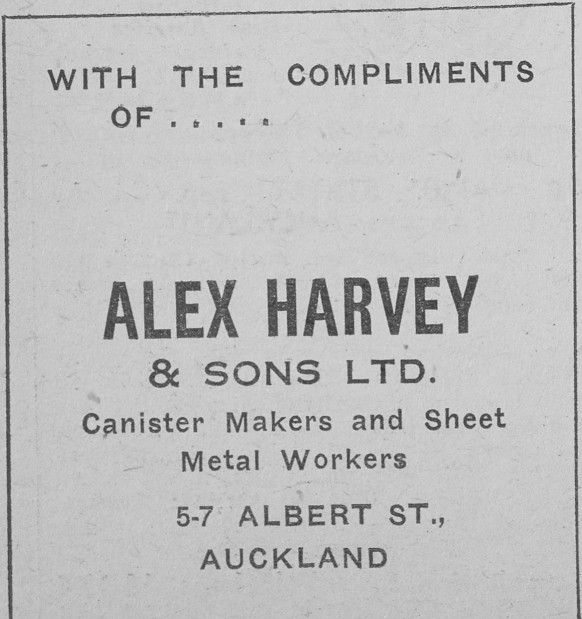 WITH THE COMPLIMENTS
OF . . . . .
ALEX HARVEY
& SONS LTD.
Canister Makers and Sheet
Metal Workers
5-7 ALBERT ST.,
AUCKLAND